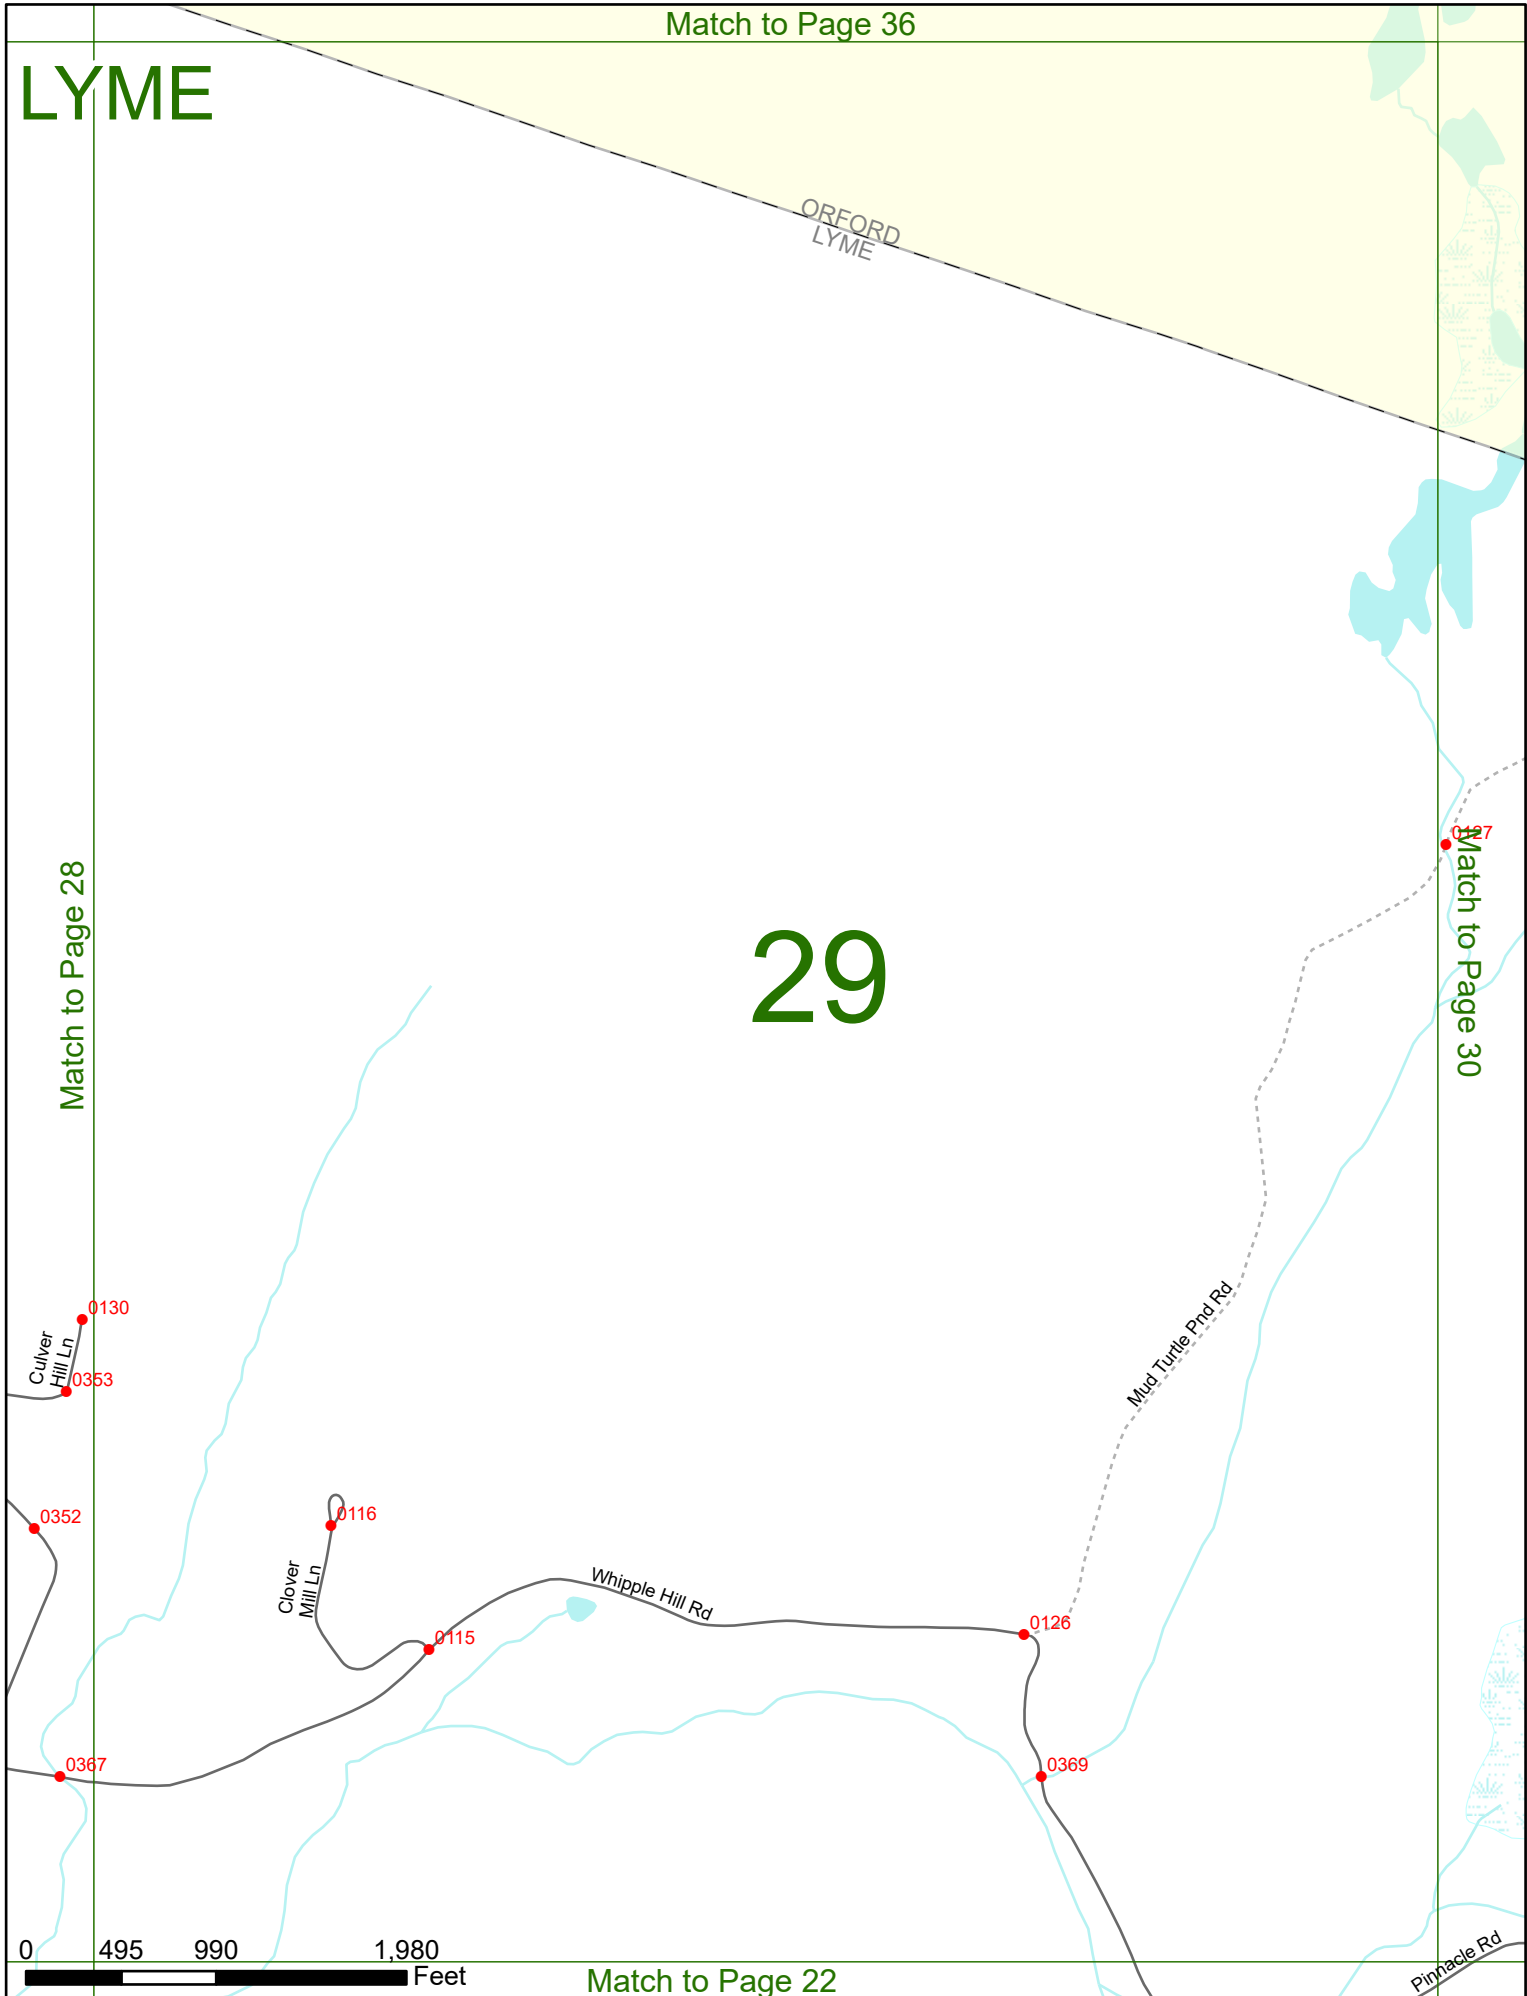 Match to Page 36
LYME
ORFORD
LYME
0127
Match to Page 28
Match to Page 30
29
0130
Culver
Hill Ln
0353
Mud Turtle Pnd Rd
0352
0116
Clover
Mill Ln
Whipple Hill Rd
0115
0126
0367
0369
0 495 990 1,980
Feet
Match to Page 22
Pinnacle Rd